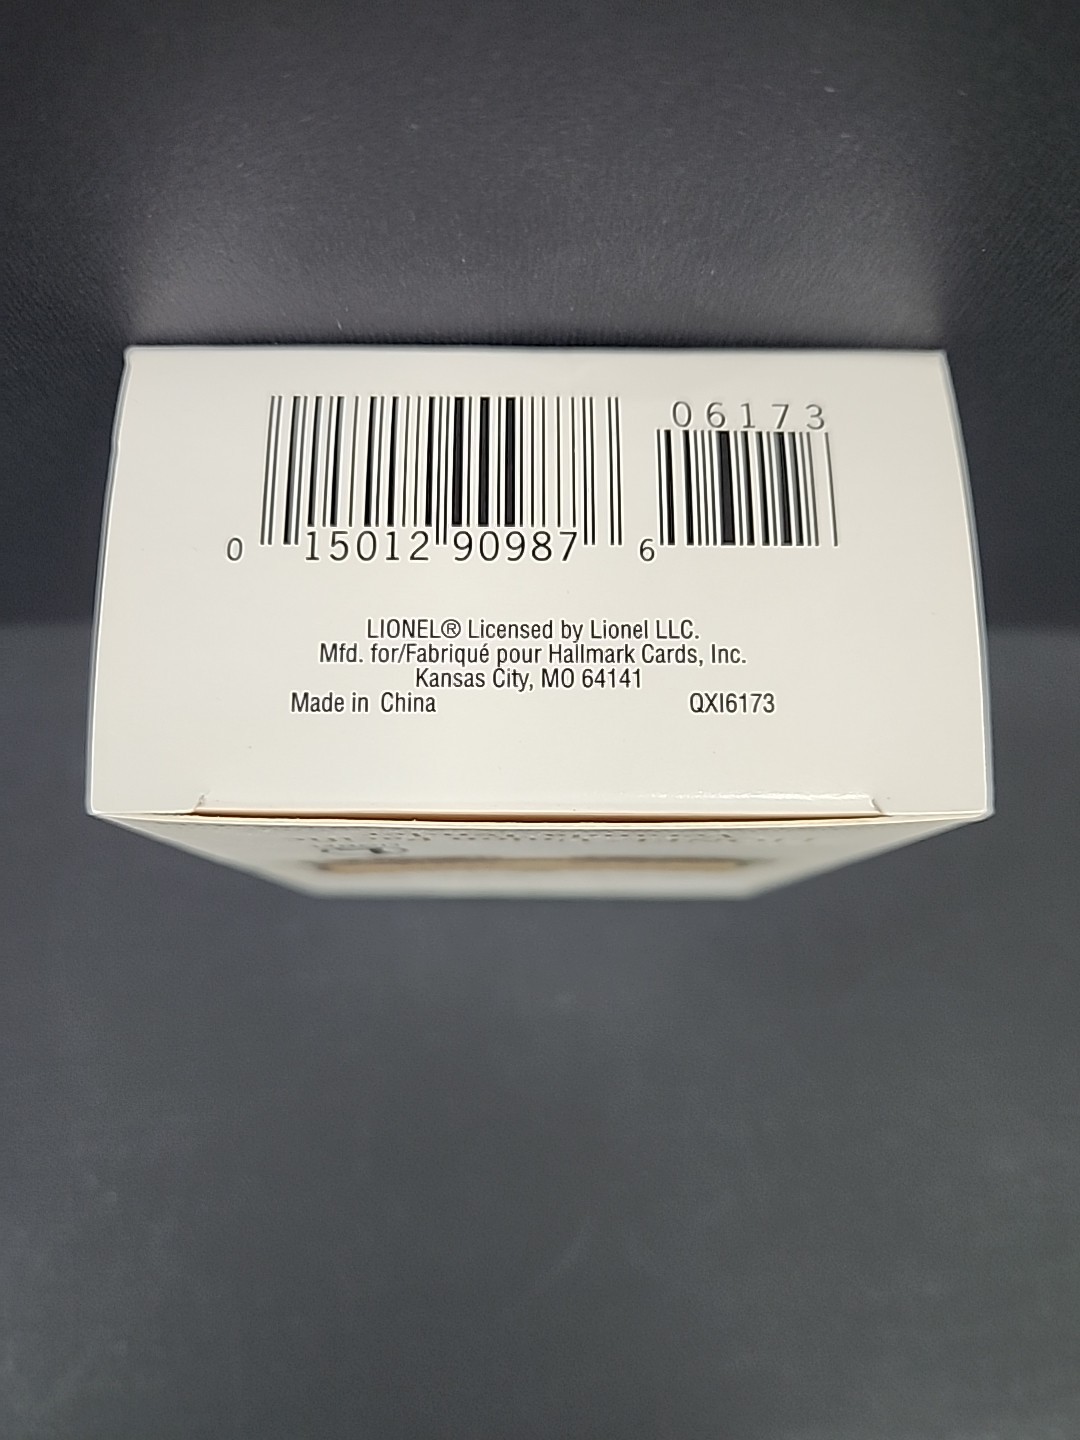 06173
0 15012 90987 6
LIONEL® Licensed by Lionel LLC.
Mfd. for/Fabriqué pour Hallmark Cards, Inc.
Kansas City, MO 64141
Made in China QXI6173